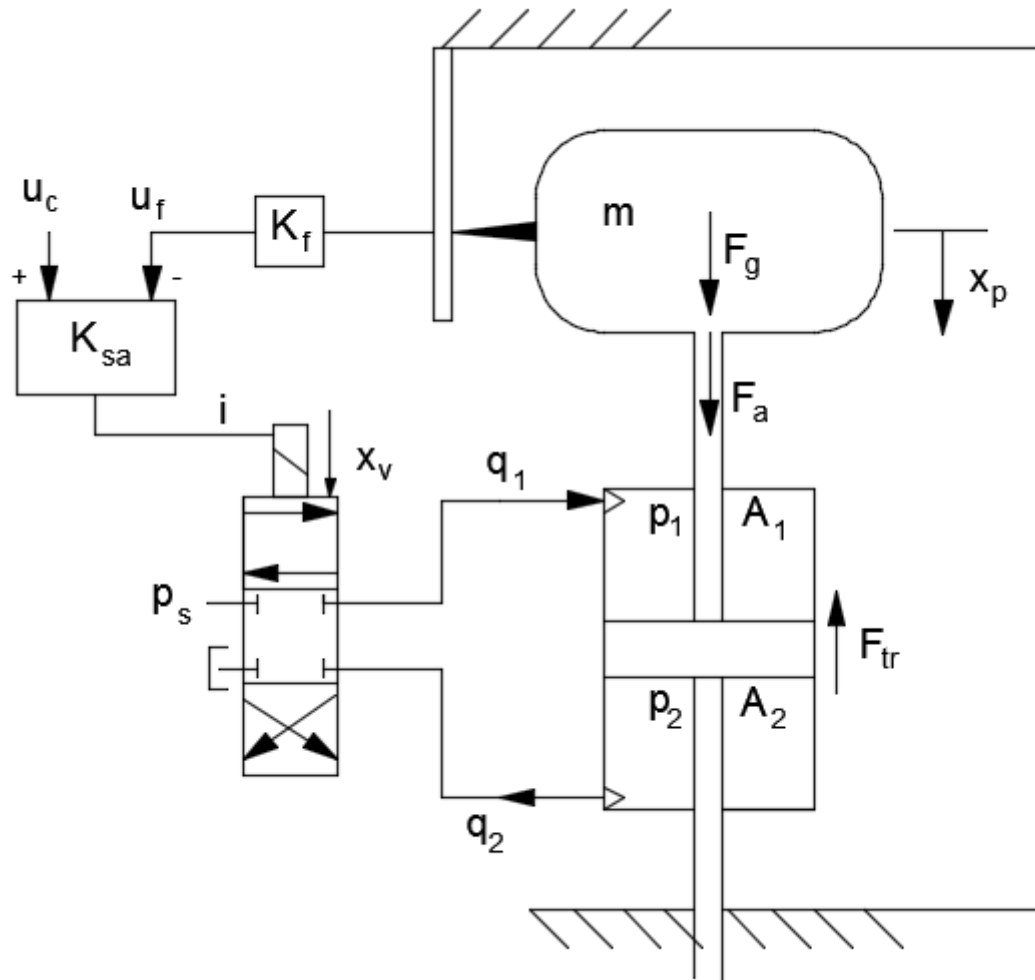 m
F_g
x_p
u_c
u_f
K_f
+
-
K_sa
F_a
i
x_v
q_1
p_1
A_1
p_s
F_tr
p_2
A_2
q_2